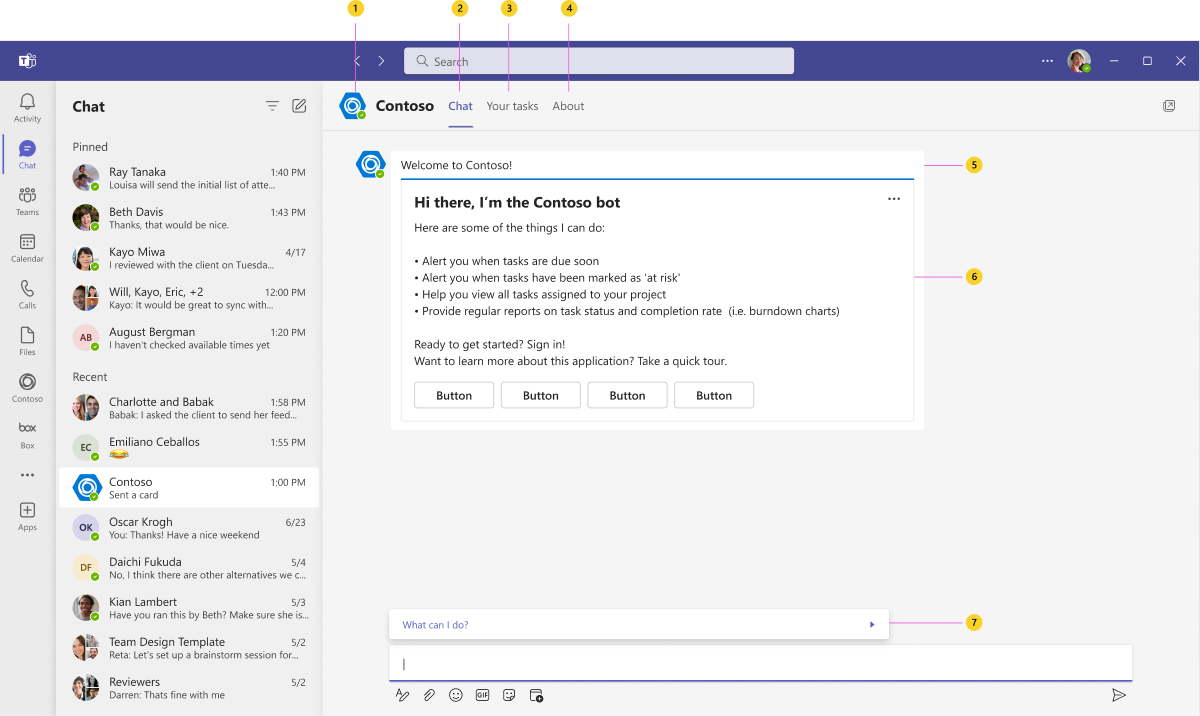 1
2
3
4
Search
Activity
Chat
Teams
Calendar
Calls
Files
Contoso
box
Box
Apps
Chat
Pinned
Ray Tanaka 1:40 PM
Louisa will send the initial list of atte...
Beth Davis 1:43 PM
Thanks, that would be nice.
Kayo Miwa 4/17
I reviewed with the client on Tuesda...
Will, Kayo, Eric, +2 12:00 PM
Kayo: It would be great to sync with...
AB
August Bergman 1:20 PM
I haven't checked available times yet
Recent
Charlotte and Babak 1:58 PM
Babak: I asked the client to send her feed...
EC
Emiliano Ceballos 1:55 PM
Contoso 1:00 PM
Sent a card
OK
Oscar Krogh 6/23
You: Thanks! Have a nice weekend
DF
Daichi Fukuda 5/4
No, I think there are other alternatives we c...
Kian Lambert 5/3
Have you ran this by Beth? Make sure she is...
Team Design Template 5/2
Reta: Let's set up a brainstorm session for...
Reviewers 5/2
Darren: Thats fine with me
Contoso Chat Your tasks About
Welcome to Contoso!
5
Hi there, I'm the Contoso bot
Here are some of the things I can do:
• Alert you when tasks are due soon
• Alert you when tasks have been marked as 'at risk'
6
• Help you view all tasks assigned to your project
• Provide regular reports on task status and completion rate (i.e. burndown charts)
Ready to get started? Sign in!
Want to learn more about this application? Take a quick tour.
Button Button Button Button
What can I do?
7
GIF